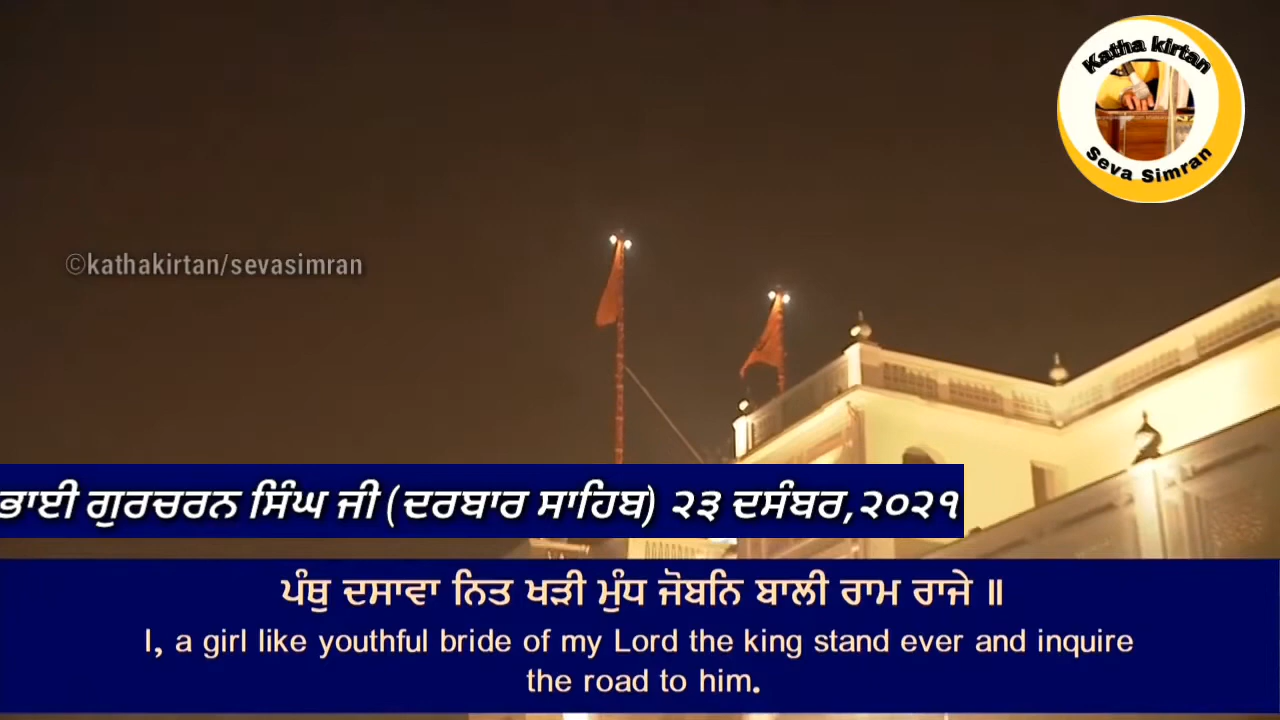 Katha kirtan
Seva Simran
©kathakirtan/sevasimran
ਭਾਈ ਗੁਰਚਰਨ ਸਿੰਘ ਜੀ (ਦਰਬਾਰ ਸਾਹਿਬ) ੨੩ ਦਸੰਬਰ,੨੦੨੧
ਪੰਥੁ ਦਸਾਵਾ ਨਿਤ ਖੜੀ ਮੁੰਧ ਜੋਬਨਿ ਬਾਲੀ ਰਾਮ ਰਾਜੇ ॥
I, a girl like youthful bride of my Lord the king stand ever and inquire
the road to him.